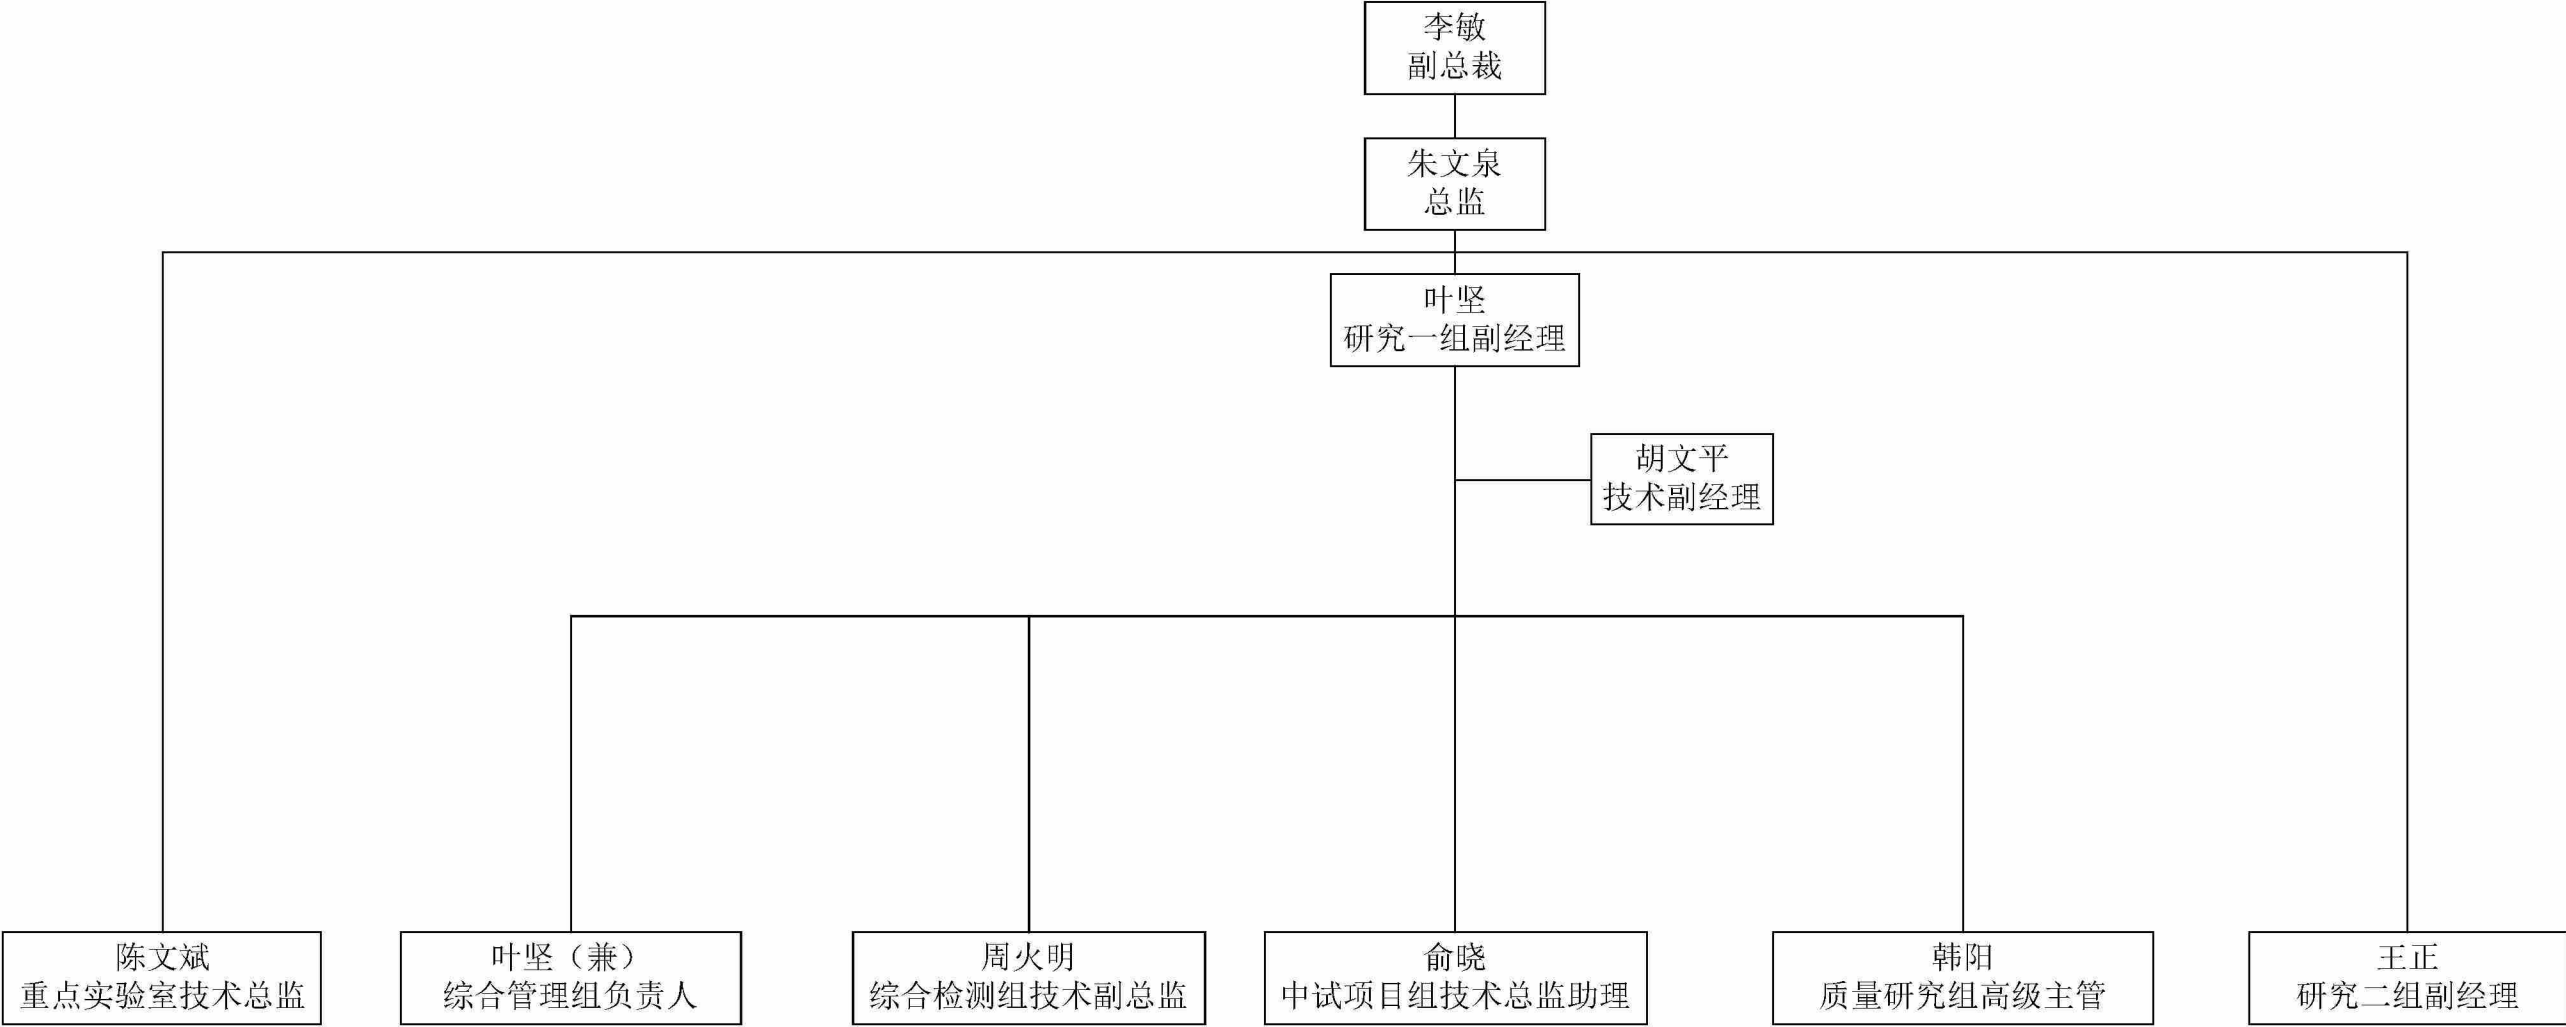 李敏
副总裁
朱文泉
总监
叶坚
研究一组副经理
胡文平
技术副经理
陈文斌
重点实验室技术总监
叶坚（兼）
综合管理组负责人
周火明
综合检测组技术副总监
俞晓
中试项目组技术总监助理
韩阳
质量研究组高级主管
王正
研究二组副经理